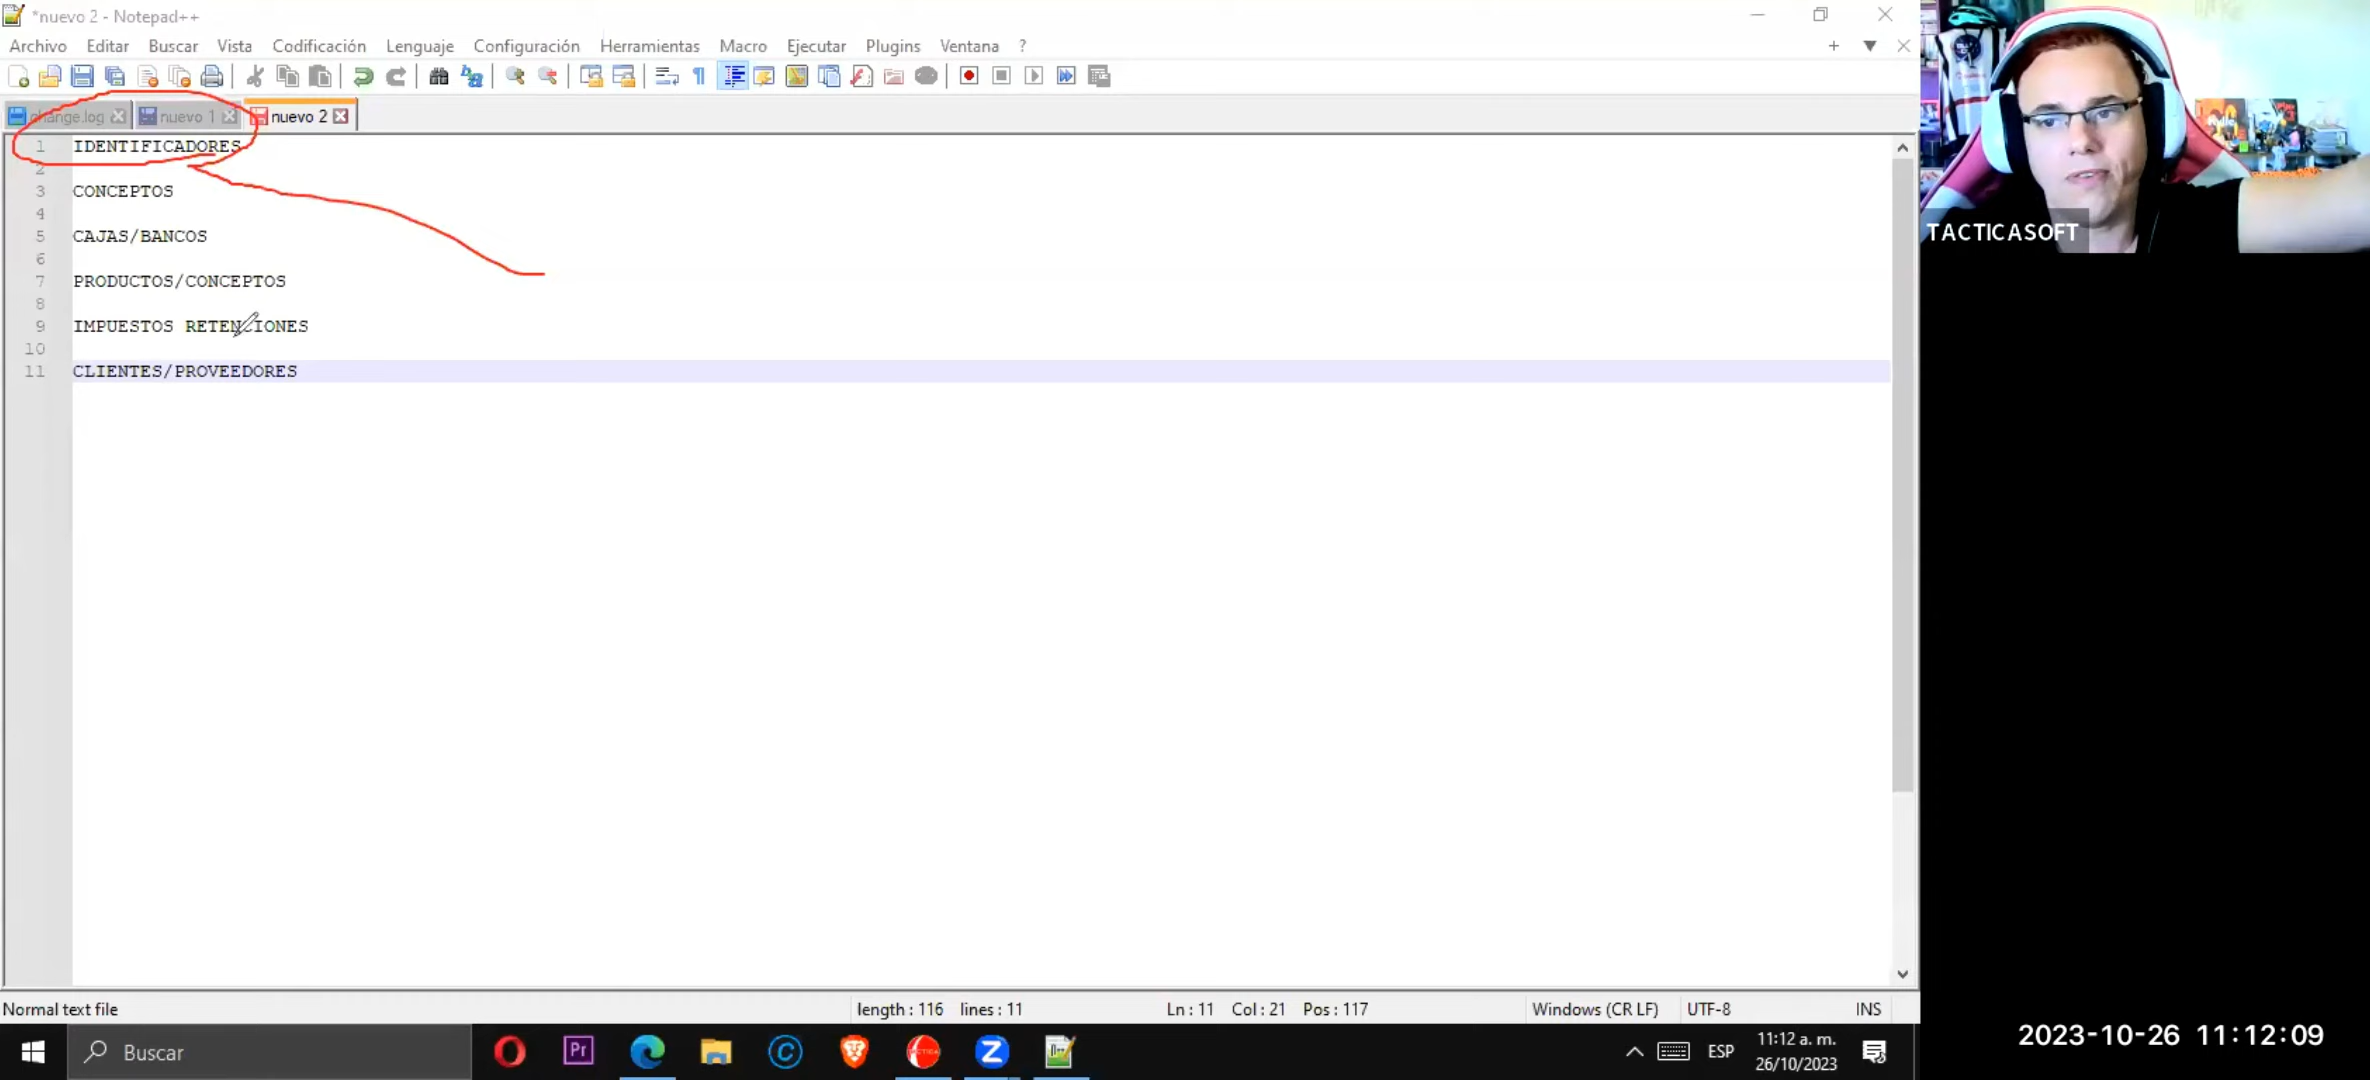 *nuevo 2 - Notepad++
Archivo Editar Buscar Vista Codificación Lenguaje Configuración Herramientas Macro Ejecutar Plugins Ventana ?
change.log nuevo 1 nuevo 2
1 IDENTIFICADORES
2
3 CONCEPTOS
4
5 CAJAS/BANCOS
6
7 PRODUCTOS/CONCEPTOS
8
9 IMPUESTOS RETENCIONES
10
11 CLIENTES/PROVEEDORES
TACTICASOFT
Normal text file length : 116 lines : 11 Ln : 11 Col : 21 Pos : 117 Windows (CR LF) UTF-8 INS
Buscar
Pr
ESP
11:12 a. m.
26/10/2023
2023-10-26 11:12:09